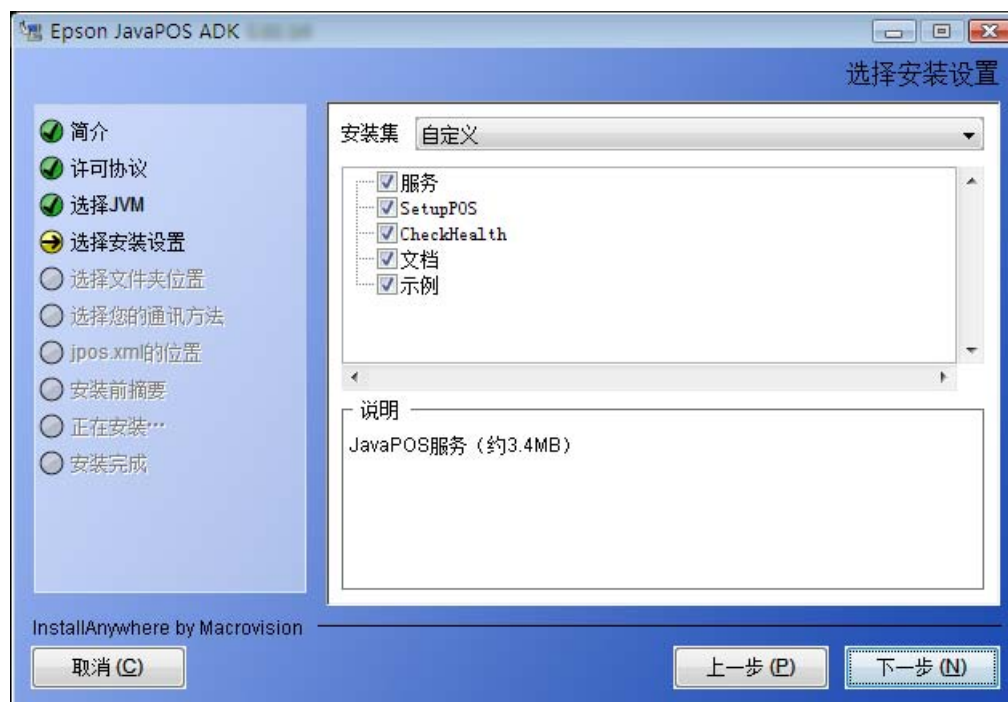 Epson JavaPOS ADK
选择安装设置
简介
许可协议
选择JVM
选择安装设置
选择文件夹位置
选择您的通讯方法
jpos.xml的位置
安装前摘要
正在安装…
安装完成
安装集 自定义
服务
SetupPOS
CheckHealth
文档
示例
说明
JavaPOS服务（约3.4MB）
InstallAnywhere by Macrovision
取消 (C)
上一步 (P)
下一步 (N)